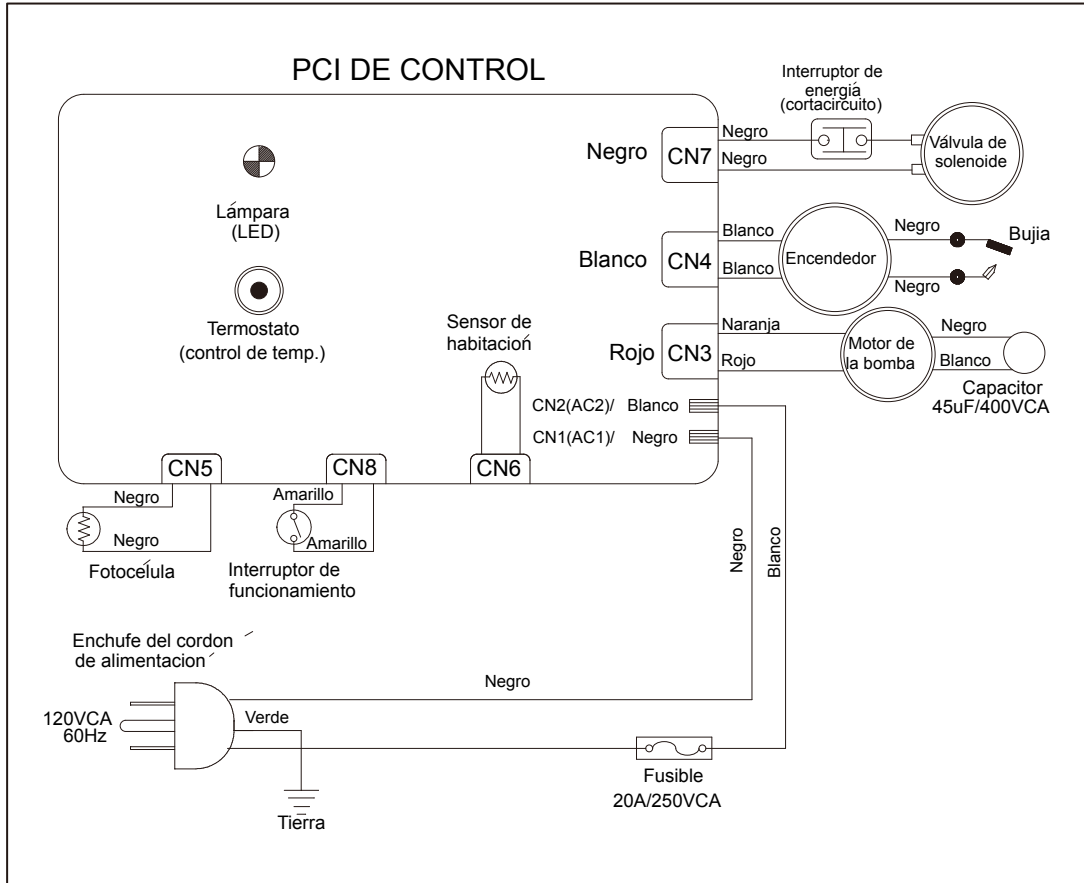 PCI DE CONTROL
Interruptor de
energiá
(cortacircuito)
Negro
CN7
Negro
Negro
Válvula de
solenoide
Lámpara
(LED)
Blanco
CN4
Blanco
Blanco
Encendedor
Negro
Negro
Bujia
Termostato
(control de temp.)
Sensor de
habitación
Rojo
CN3
Naranja
Rojo
Motor de
la bomba
Negro
Blanco
Capacitor
45uF/400VCA
CN2(AC2)/ Blanco
CN1(AC1)/ Negro
CN5
CN8
CN6
Negro
Negro
Fotocelula
Amarillo
Amarillo
Interruptor de
funcionamiento
Negro
Blanco
Enchufe del cordon
de alimentacion
120VCA
60Hz
Negro
Verde
Tierra
Fusible
20A/250VCA